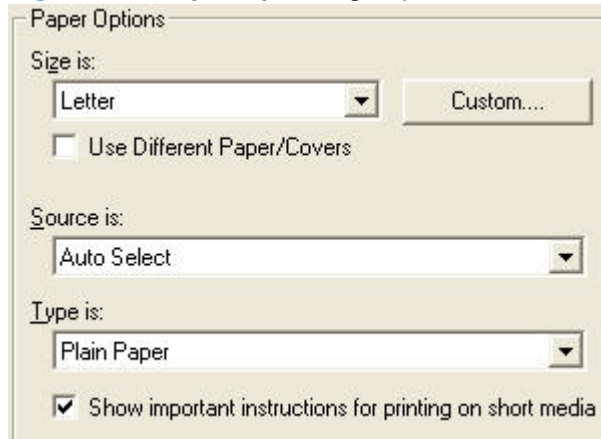 Paper Options
Size is:
Letter
Custom....
Use Different Paper/Covers
Source is:
Auto Select
Type is:
Plain Paper
Show important instructions for printing on short media